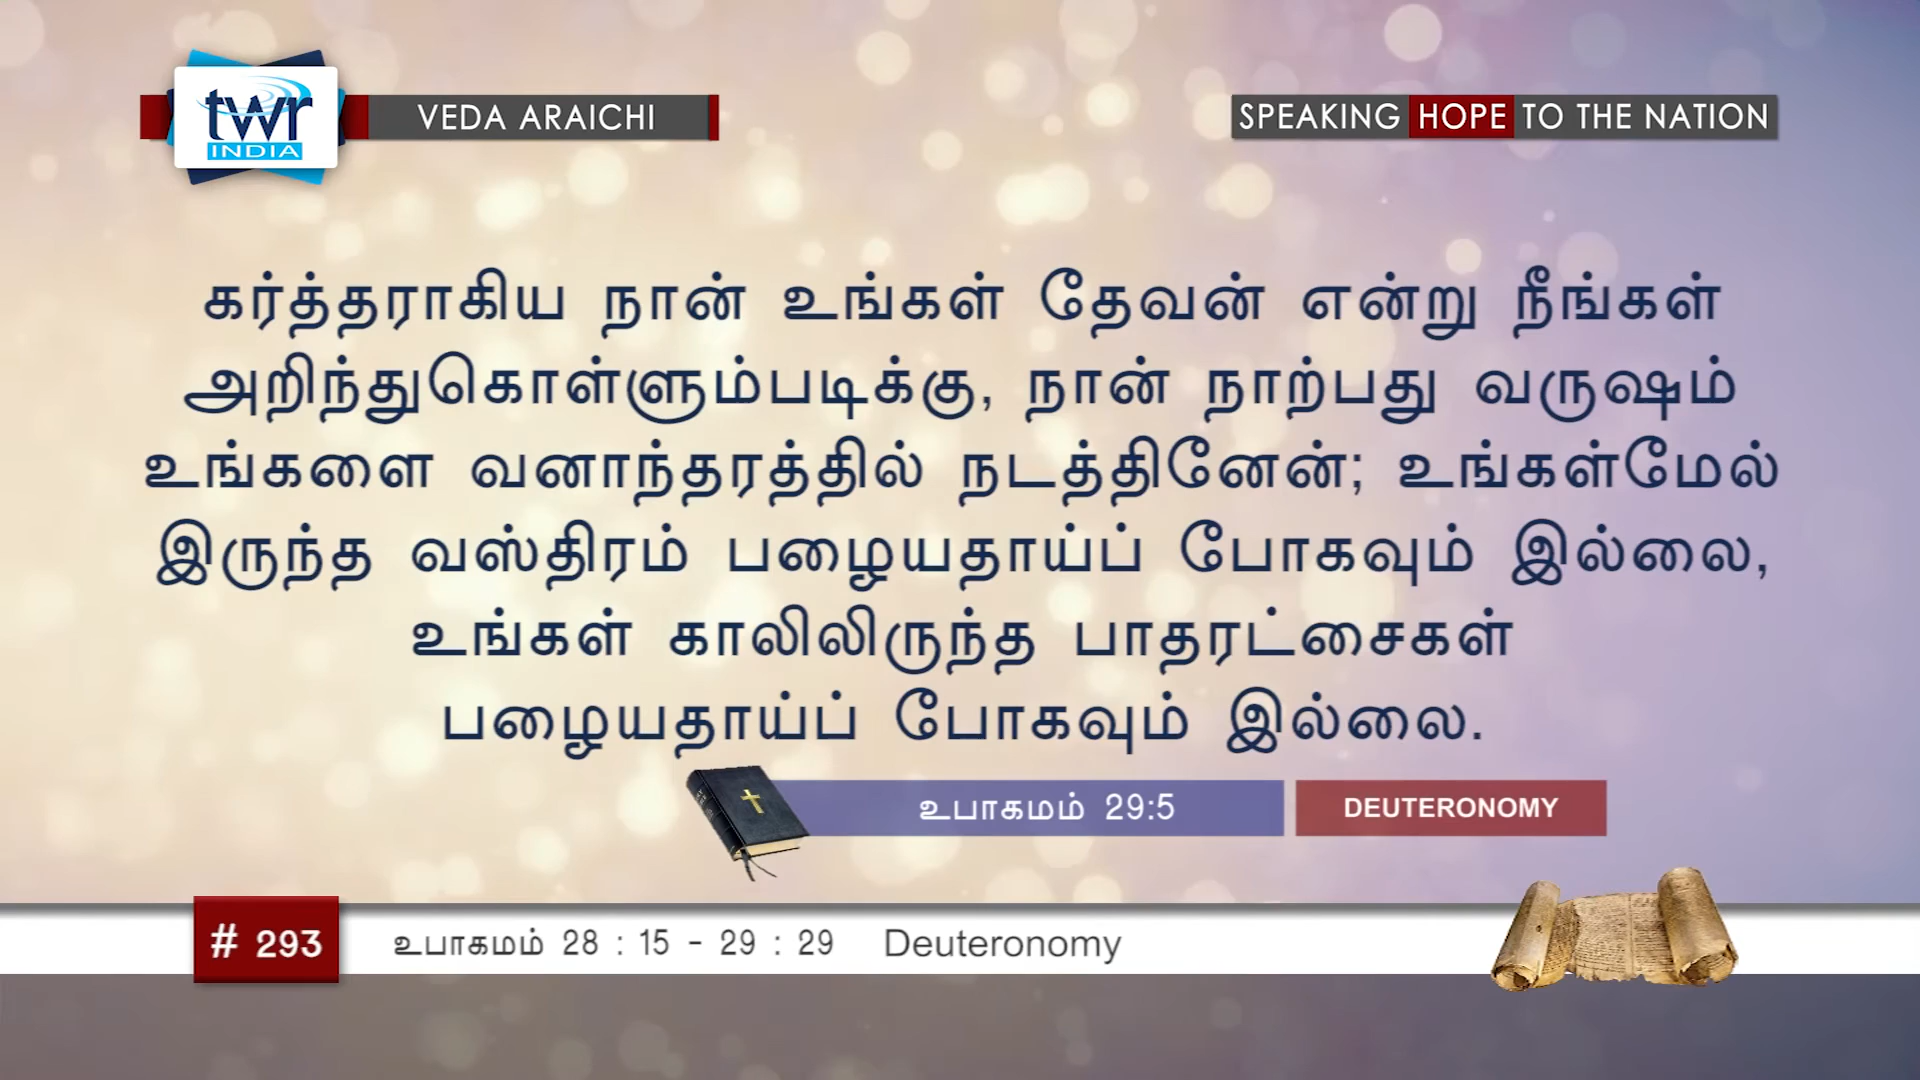 twr
INDIA
VEDA ARAICHI
SPEAKING HOPE TO THE NATION
கர்த்தராகிய நான் உங்கள் தேவன் என்று நீங்கள்
அறிந்துகொள்ளும்படிக்கு, நான் நாற்பது வருஷம்
உங்களை வனாந்தரத்தில் நடத்தினேன்; உங்கள்மேல்
இருந்த வஸ்திரம் பழையதாய்ப் போகவும் இல்லை,
உங்கள் காலிலிருந்த பாதரட்சைகள்
பழையதாய்ப் போகவும் இல்லை.
உபாகமம் 29:5
DEUTERONOMY
# 293
உபாகமம் 28 : 15 - 29 : 29 Deuteronomy